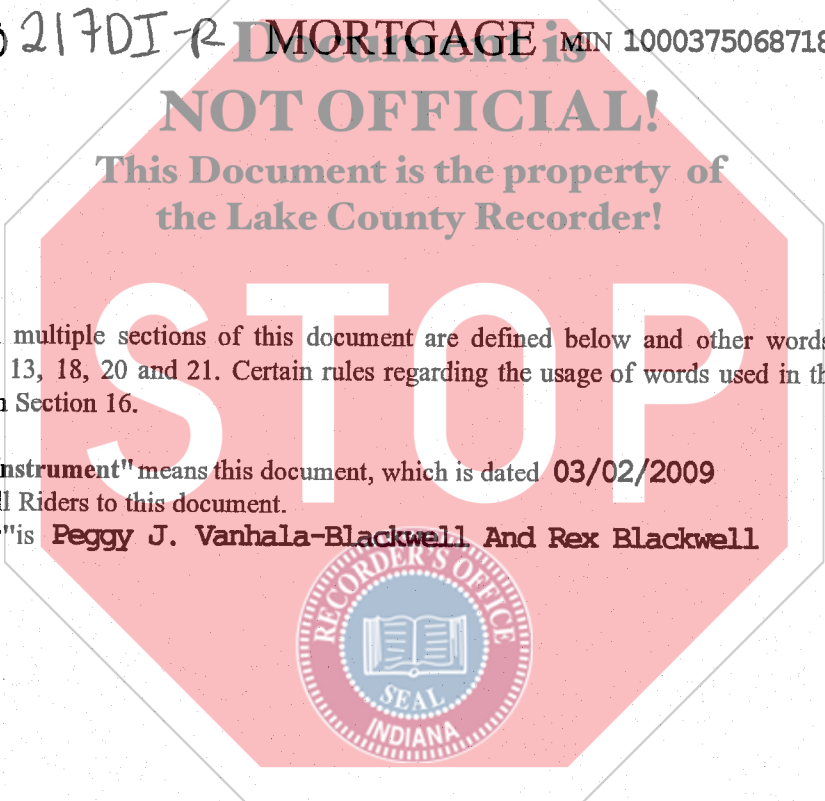 217DI-R MORTGAGE MIN 1000375068718
Document is
NOT OFFICIAL!
This Document is the property of
the Lake County Recorder!
STOP
multiple sections of this document are defined below and other words
13, 18, 20 and 21. Certain rules regarding the usage of words used in th
n Section 16.
nstrument" means this document, which is dated 03/02/2009
ll Riders to this document.
" is Peggy J. Vanhala-Blackwell And Rex Blackwell
RECORDER'S OFFICE
SEAL
INDIANA